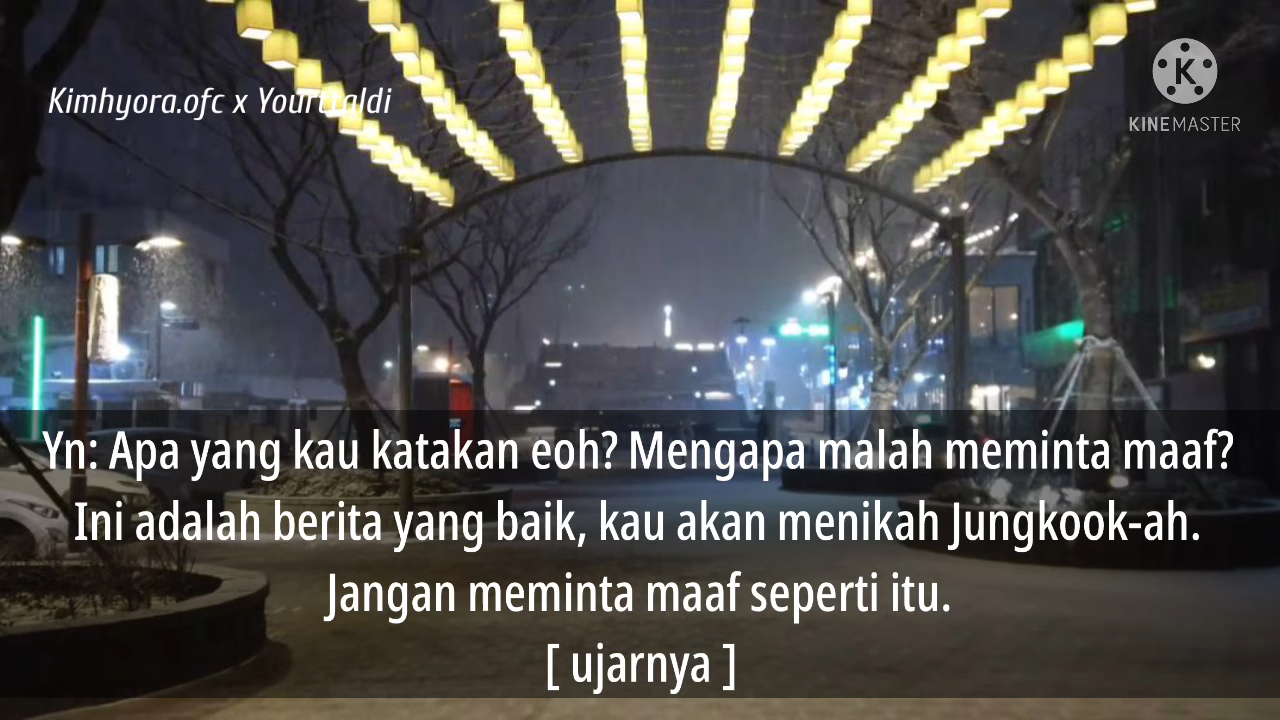 Kimhyora.ofc x Yourttaldi
K
KINEMASTER
Yn: Apa yang kau katakan eoh? Mengapa malah meminta maaf?
Ini adalah berita yang baik, kau akan menikah Jungkook-ah.
Jangan meminta maaf seperti itu.
[ ujarnya ]